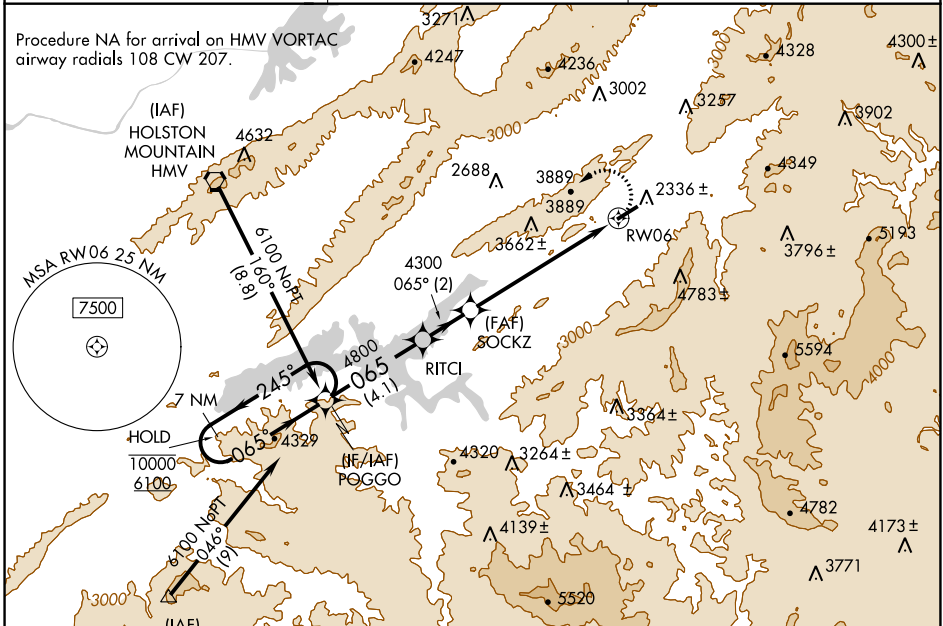 3271
Procedure NA for arrival on HMV VORTAC
airway radials 108 CW 207.
4247
4236
4328
4300±
3002
3257
3902
(IAF)
HOLSTON
MOUNTAIN
HMV
4632
3000
2688
3889
3889
4349
2336 ±
3662±
RW06
3796±
5193
6100 NoPT
160°
(8.8)
MSA RW06 25 NM
7500
4300
065° (2)
4783±
(FAF)
SOCKZ
3000
RITCI
5594
4000
4800
065
(4.1)
245°
7 NM
HOLD
10000
6100
065°
4329
(IF/IAF)
POGGO
3364±
4320
3264±
3464 ±
4782
4139±
4173±
6100 NoPT
046°
(9)
3771
3000
5520
(IAF)